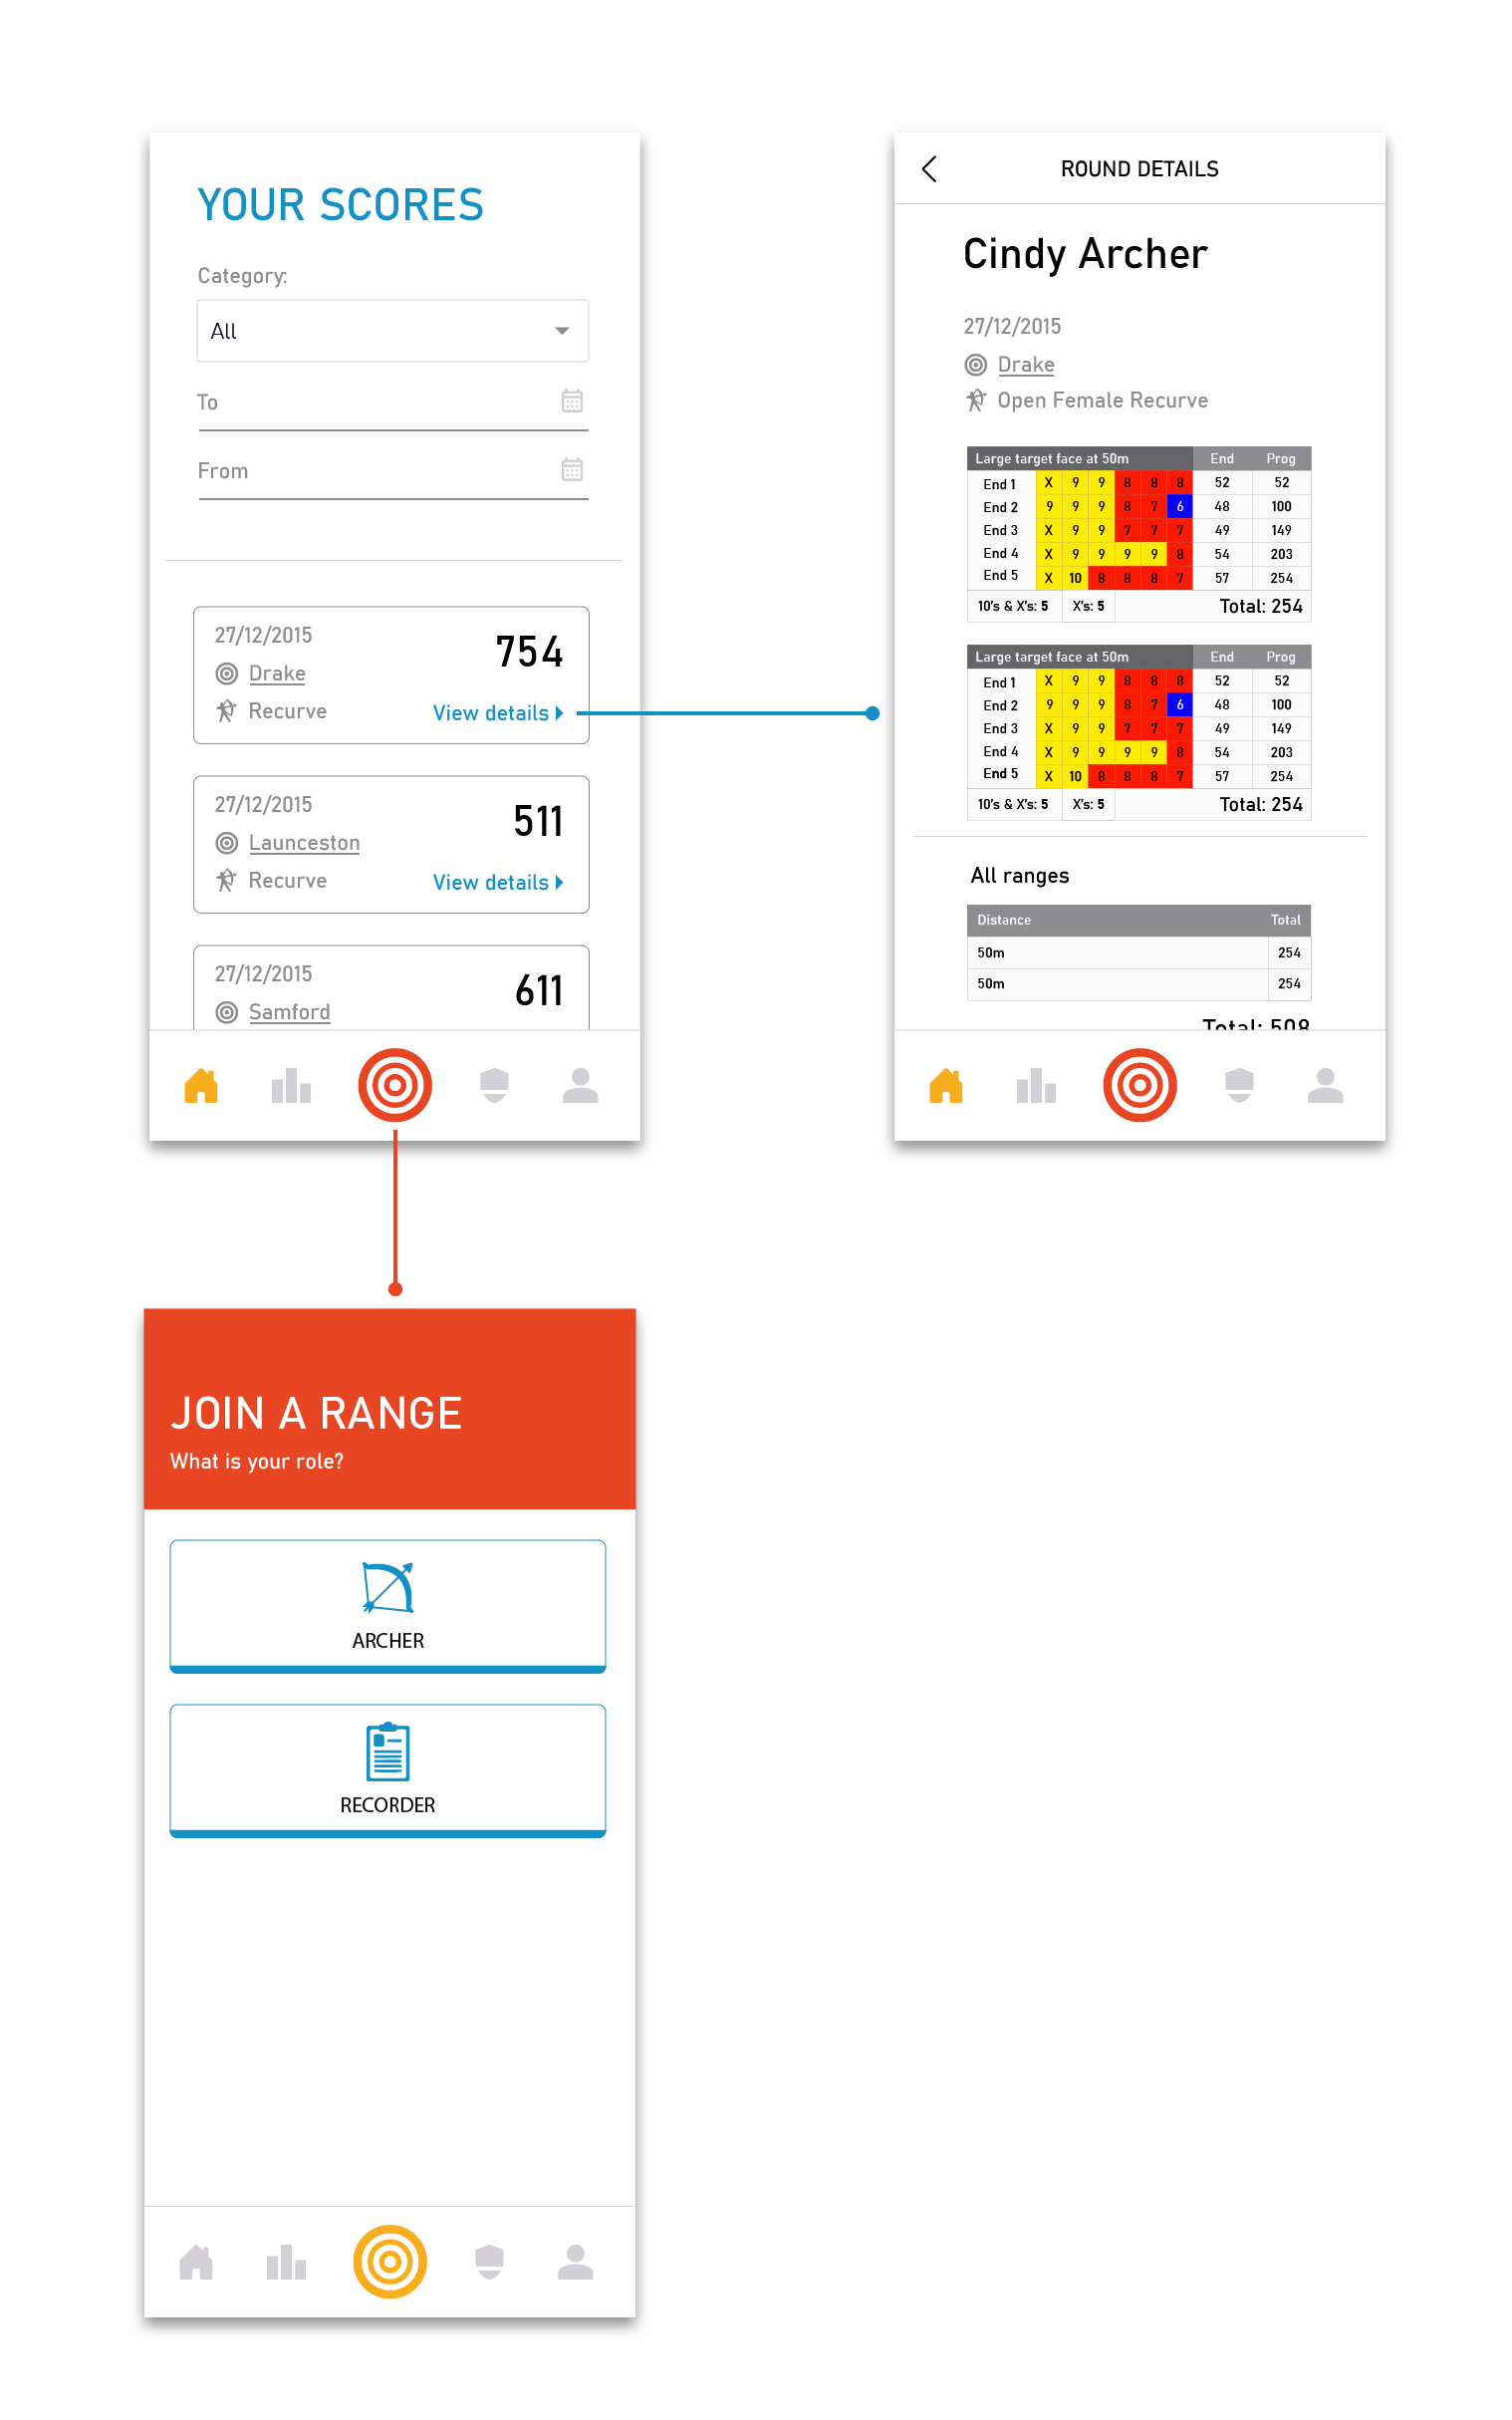 YOUR SCORES
Category:
All
To
From
27/12/2015
754
Drake
Recurve
View details
27/12/2015
511
Launceston
Recurve
View details
27/12/2015
611
Samford
ROUND DETAILS
Cindy Archer
27/12/2015
Drake
Open Female Recurve
Large target face at 50m End Prog
End 1 X 9 9 8 8 8 52 52
End 2 9 9 9 8 7 6 48 100
End 3 X 9 9 7 7 7 49 149
End 4 X 9 9 9 9 8 54 203
End 5 X 10 8 8 8 7 57 254
10's & X's: 5 X's: 5 Total: 254
Large target face at 50m End Prog
End 1 X 9 9 8 8 8 52 52
End 2 9 9 9 8 7 6 48 100
End 3 X 9 9 7 7 7 49 149
End 4 X 9 9 9 9 8 54 203
End 5 X 10 8 8 8 7 57 254
10's & X's: 5 X's: 5 Total: 254
All ranges
Distance Total
50m 254
50m 254
Total: 508
JOIN A RANGE
What is your role?
ARCHER
RECORDER